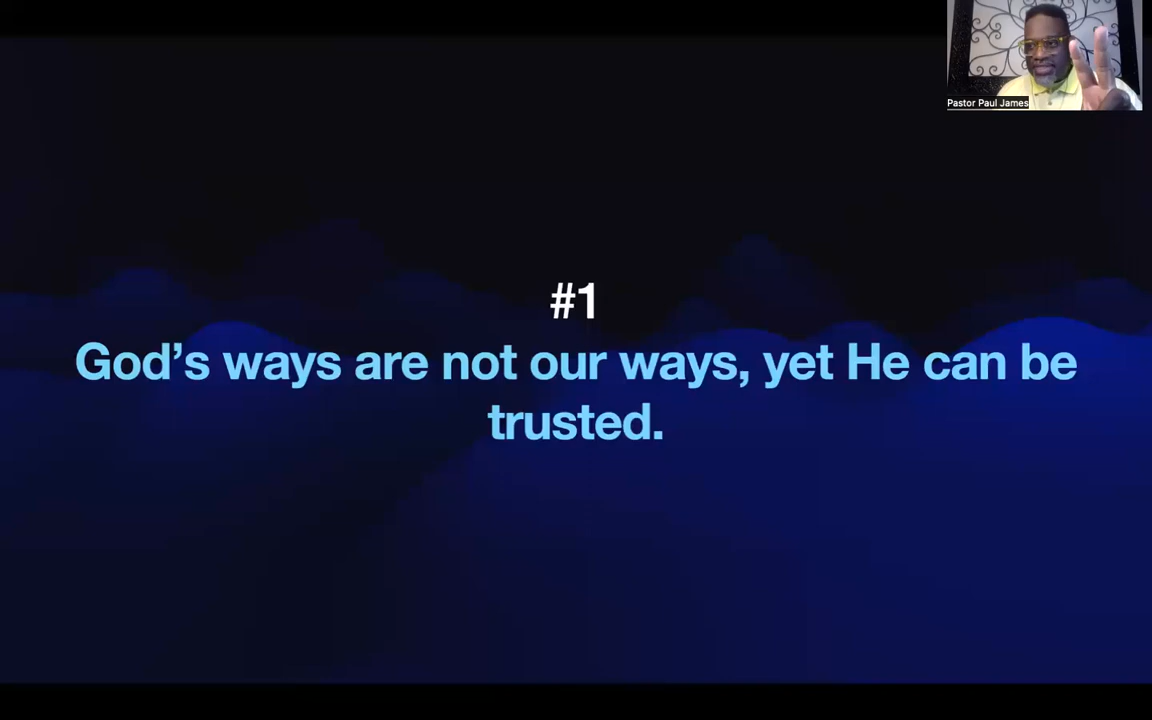 Pastor Paul James
#1
God’s ways are not our ways, yet He can be
trusted.